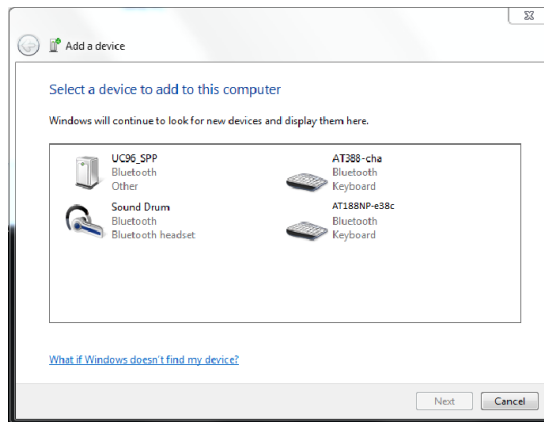 Add a device
Select a device to add to this computer
Windows will continue to look for new devices and display them here.
UC96_SPP
Bluetooth
Other
AT388-cha
Bluetooth
Keyboard
Sound Drum
Bluetooth
Bluetooth headset
AT188NP-e38c
Bluetooth
Keyboard
What if Windows doesn't find my device?
Next
Cancel